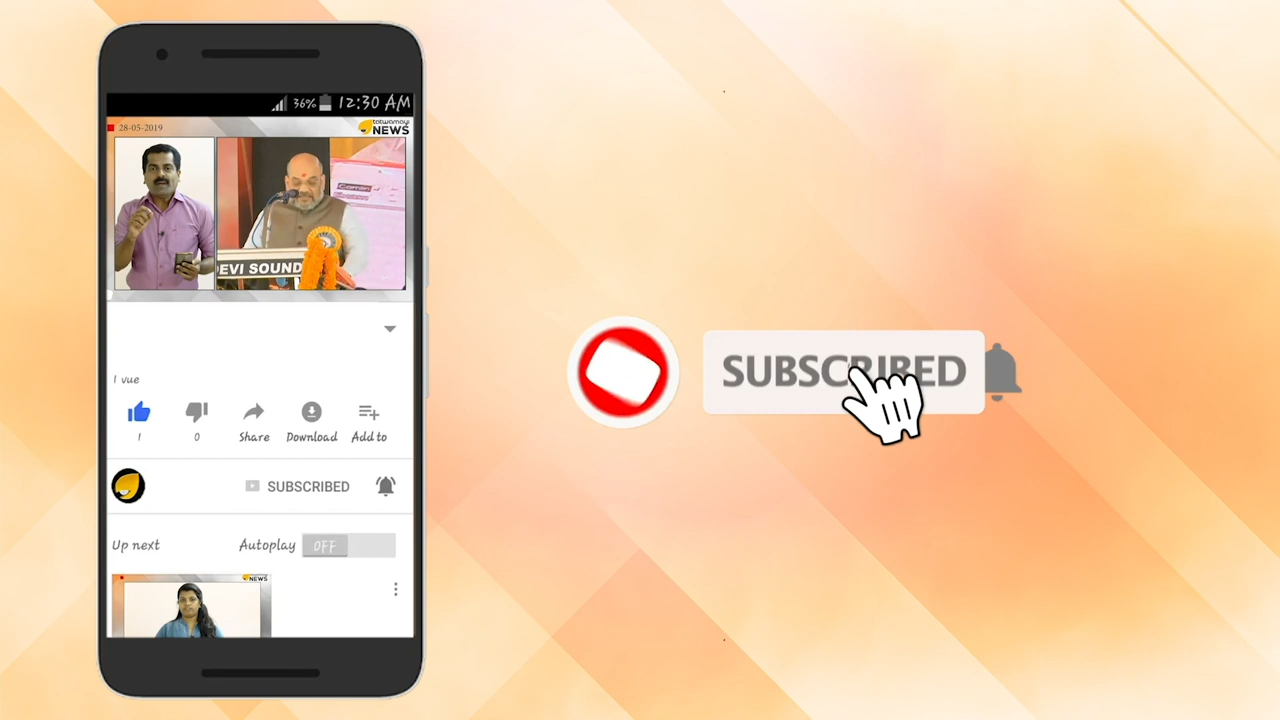 36% 12:30 AM
28-05-2019
tatwamayi
NEWS
DEVI SOUND
1 vue
1
0
Share
Download
Add to
SUBSCRIBED
Up next
Autoplay
OFF
NEWS
SUBSCRIBED